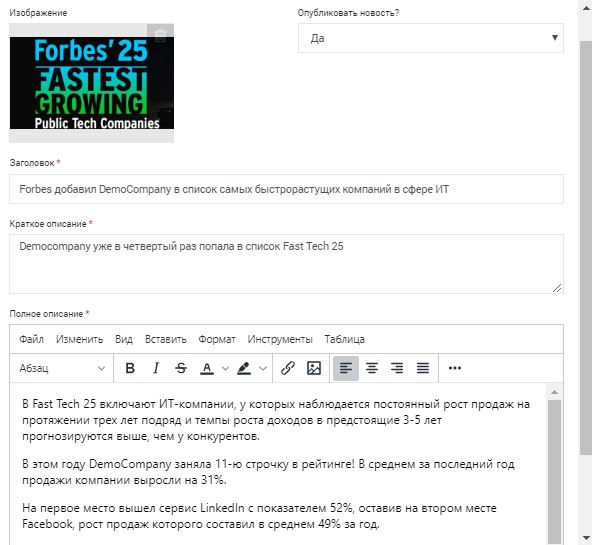 Изображение
Опубликовать новость?
Forbes' 25
FASTEST
GROWING
Public Tech Companies
Да
Заголовок *
Forbes добавил DemoCompany в список самых быстрорастущих компаний в сфере ИТ
Краткое описание *
Democompany уже в четвертый раз попала в список Fast Tech 25
Полное описание *
Файл Изменить Вид Вставить Формат Инструменты Таблица
Абзац B I S A
В Fast Tech 25 включают ИТ-компании, у которых наблюдается постоянный рост продаж на
протяжении трех лет подряд и темпы роста доходов в предстоящие 3-5 лет
прогнозируются выше, чем у конкурентов.
В этом году DemoCompany заняла 11-ю строчку в рейтинге! В среднем за последний год
продажи компании выросли на 31%.
На первое место вышел сервис LinkedIn с показателем 52%, оставив на втором месте
Facebook, рост продаж которого составил в среднем 49% за год.